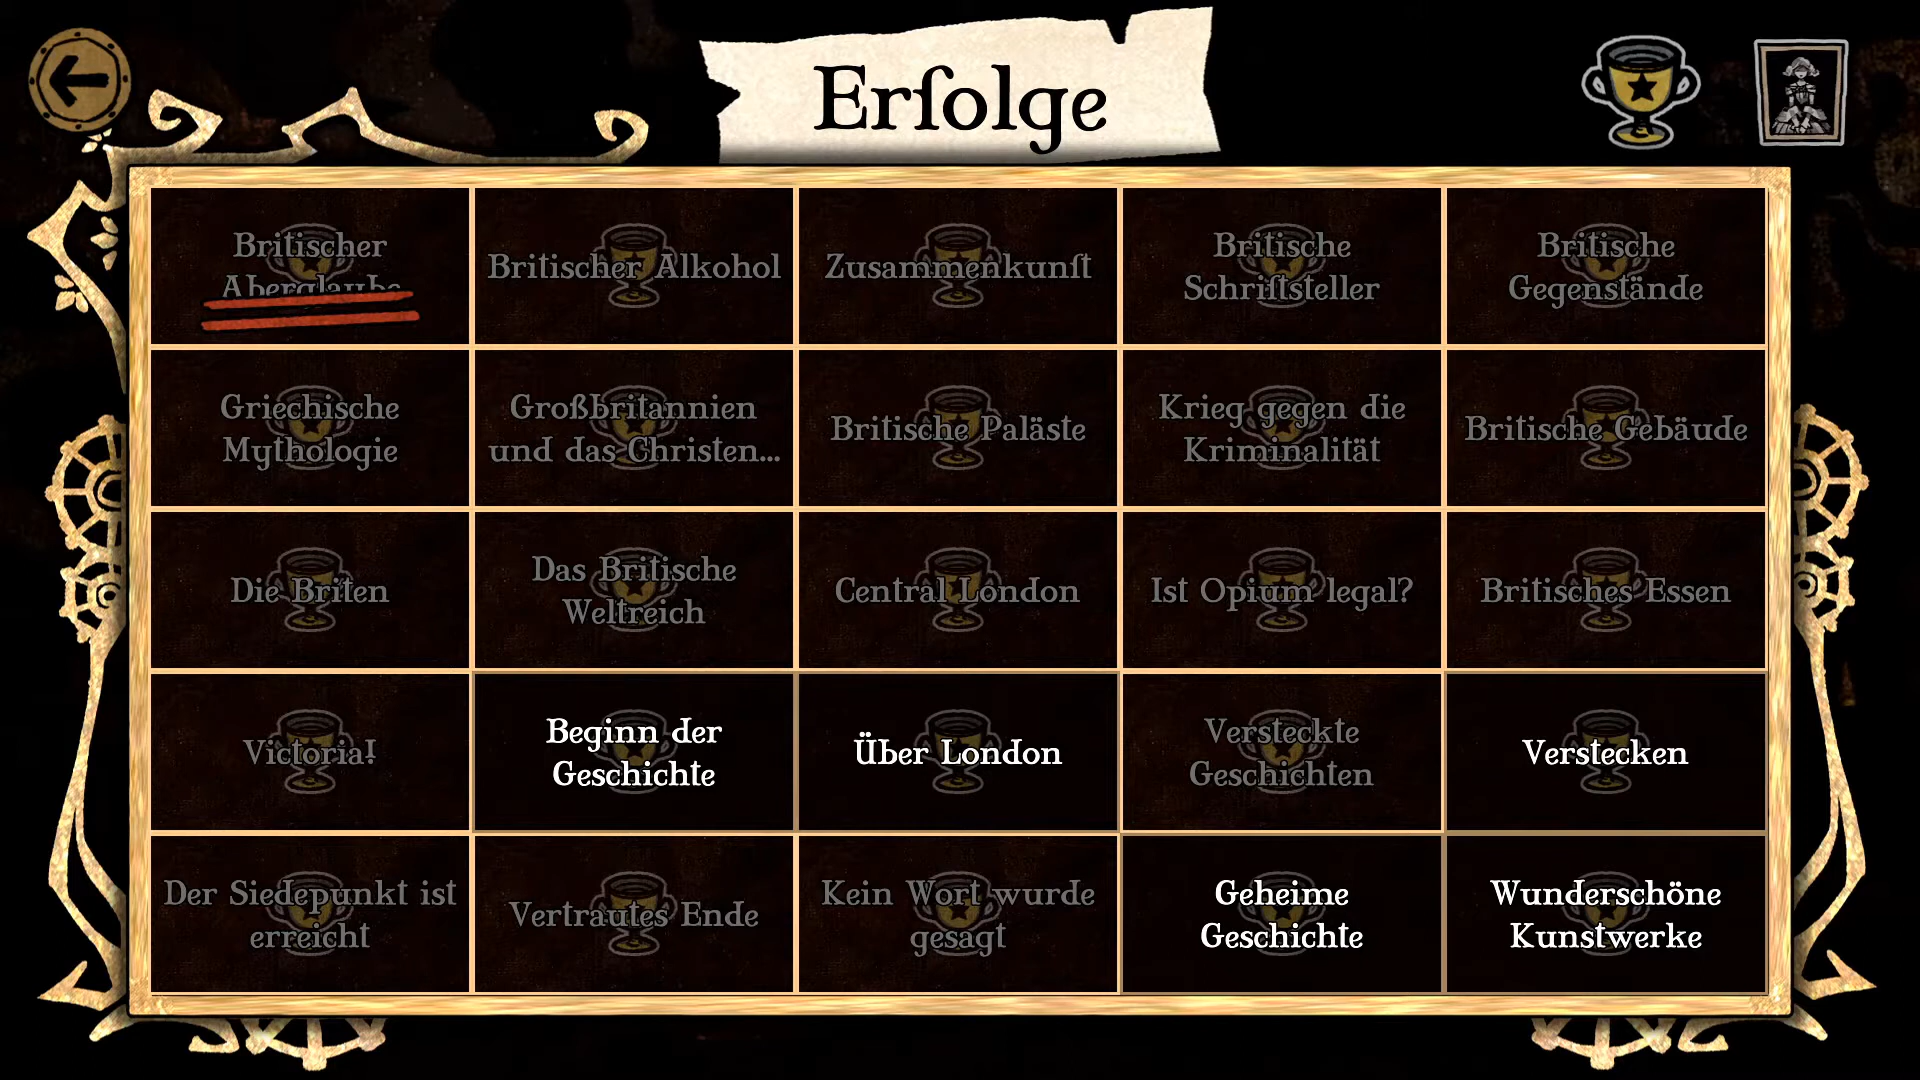 Erfolge
Britischer
Aberglaube
Britischer Alkohol
Zusammenkunft
Britische
Schriftsteller
Britische
Gegenstände
Griechische
Mythologie
Großbritannien
und das Christen...
Britische Paläste
Krieg gegen die
Kriminalität
Britische Gebäude
Die Briten
Das Britische
Weltreich
Central London
Ist Opium legal?
Britisches Essen
Victoria!
Beginn der
Geschichte
Über London
Versteckte
Geschichten
Verstecken
Der Siedepunkt ist
erreicht
Vertrautes Ende
Kein Wort wurde
gesagt
Geheime
Geschichte
Wunderschöne
Kunstwerke